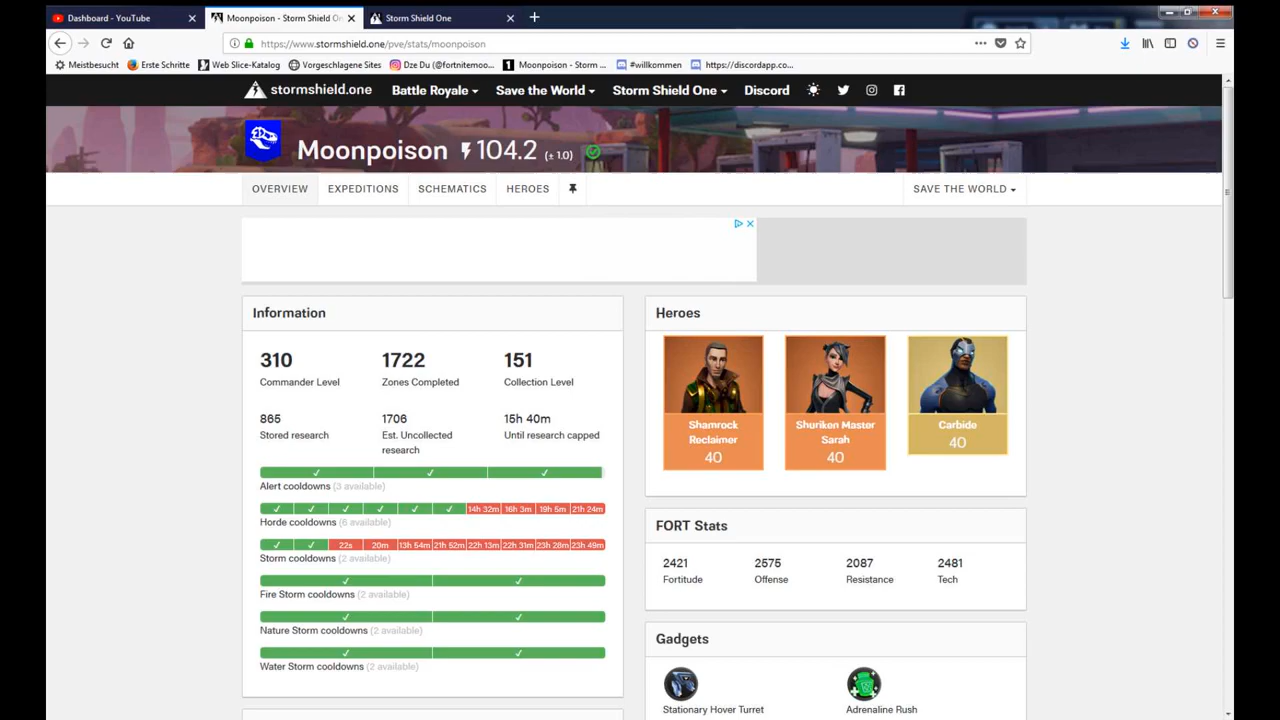 Dashboard - YouTube
Moonpoison - Storm Shield On
Storm Shield One
https://www.stormshield.one/pve/stats/moonpoison
Meistbesucht
Erste Schritte
Web Slice-Katalog
Vorgeschlagene Sites
Dze Du (@fortnitemoo...
Moonpoison - Storm ...
#willkommen
https://discordapp.co...
stormshield.one
Battle Royale
Save the World
Storm Shield One
Discord
Moonpoison 104.2 (± 1.0)
OVERVIEW
EXPEDITIONS
SCHEMATICS
HEROES
SAVE THE WORLD
Information
310
1722
151
Commander Level
Zones Completed
Collection Level
865
1706
15h 40m
Stored research
Est. Uncollected
research
Until research capped
Alert cooldowns (3 available)
14h 32m 16h 3m 19h 5m 21h 24m
Horde cooldowns (6 available)
22s 20m 13h 54m 21h 52m 22h 13m 22h 31m 23h 28m 23h 49m
Storm cooldowns (2 available)
Fire Storm cooldowns (2 available)
Nature Storm cooldowns (2 available)
Water Storm cooldowns (2 available)
Heroes
Shamrock
Reclaimer
40
Shuriken Master
Sarah
40
Carbide
40
FORT Stats
2421
2575
2087
2481
Fortitude
Offense
Resistance
Tech
Gadgets
Stationary Hover Turret
Adrenaline Rush